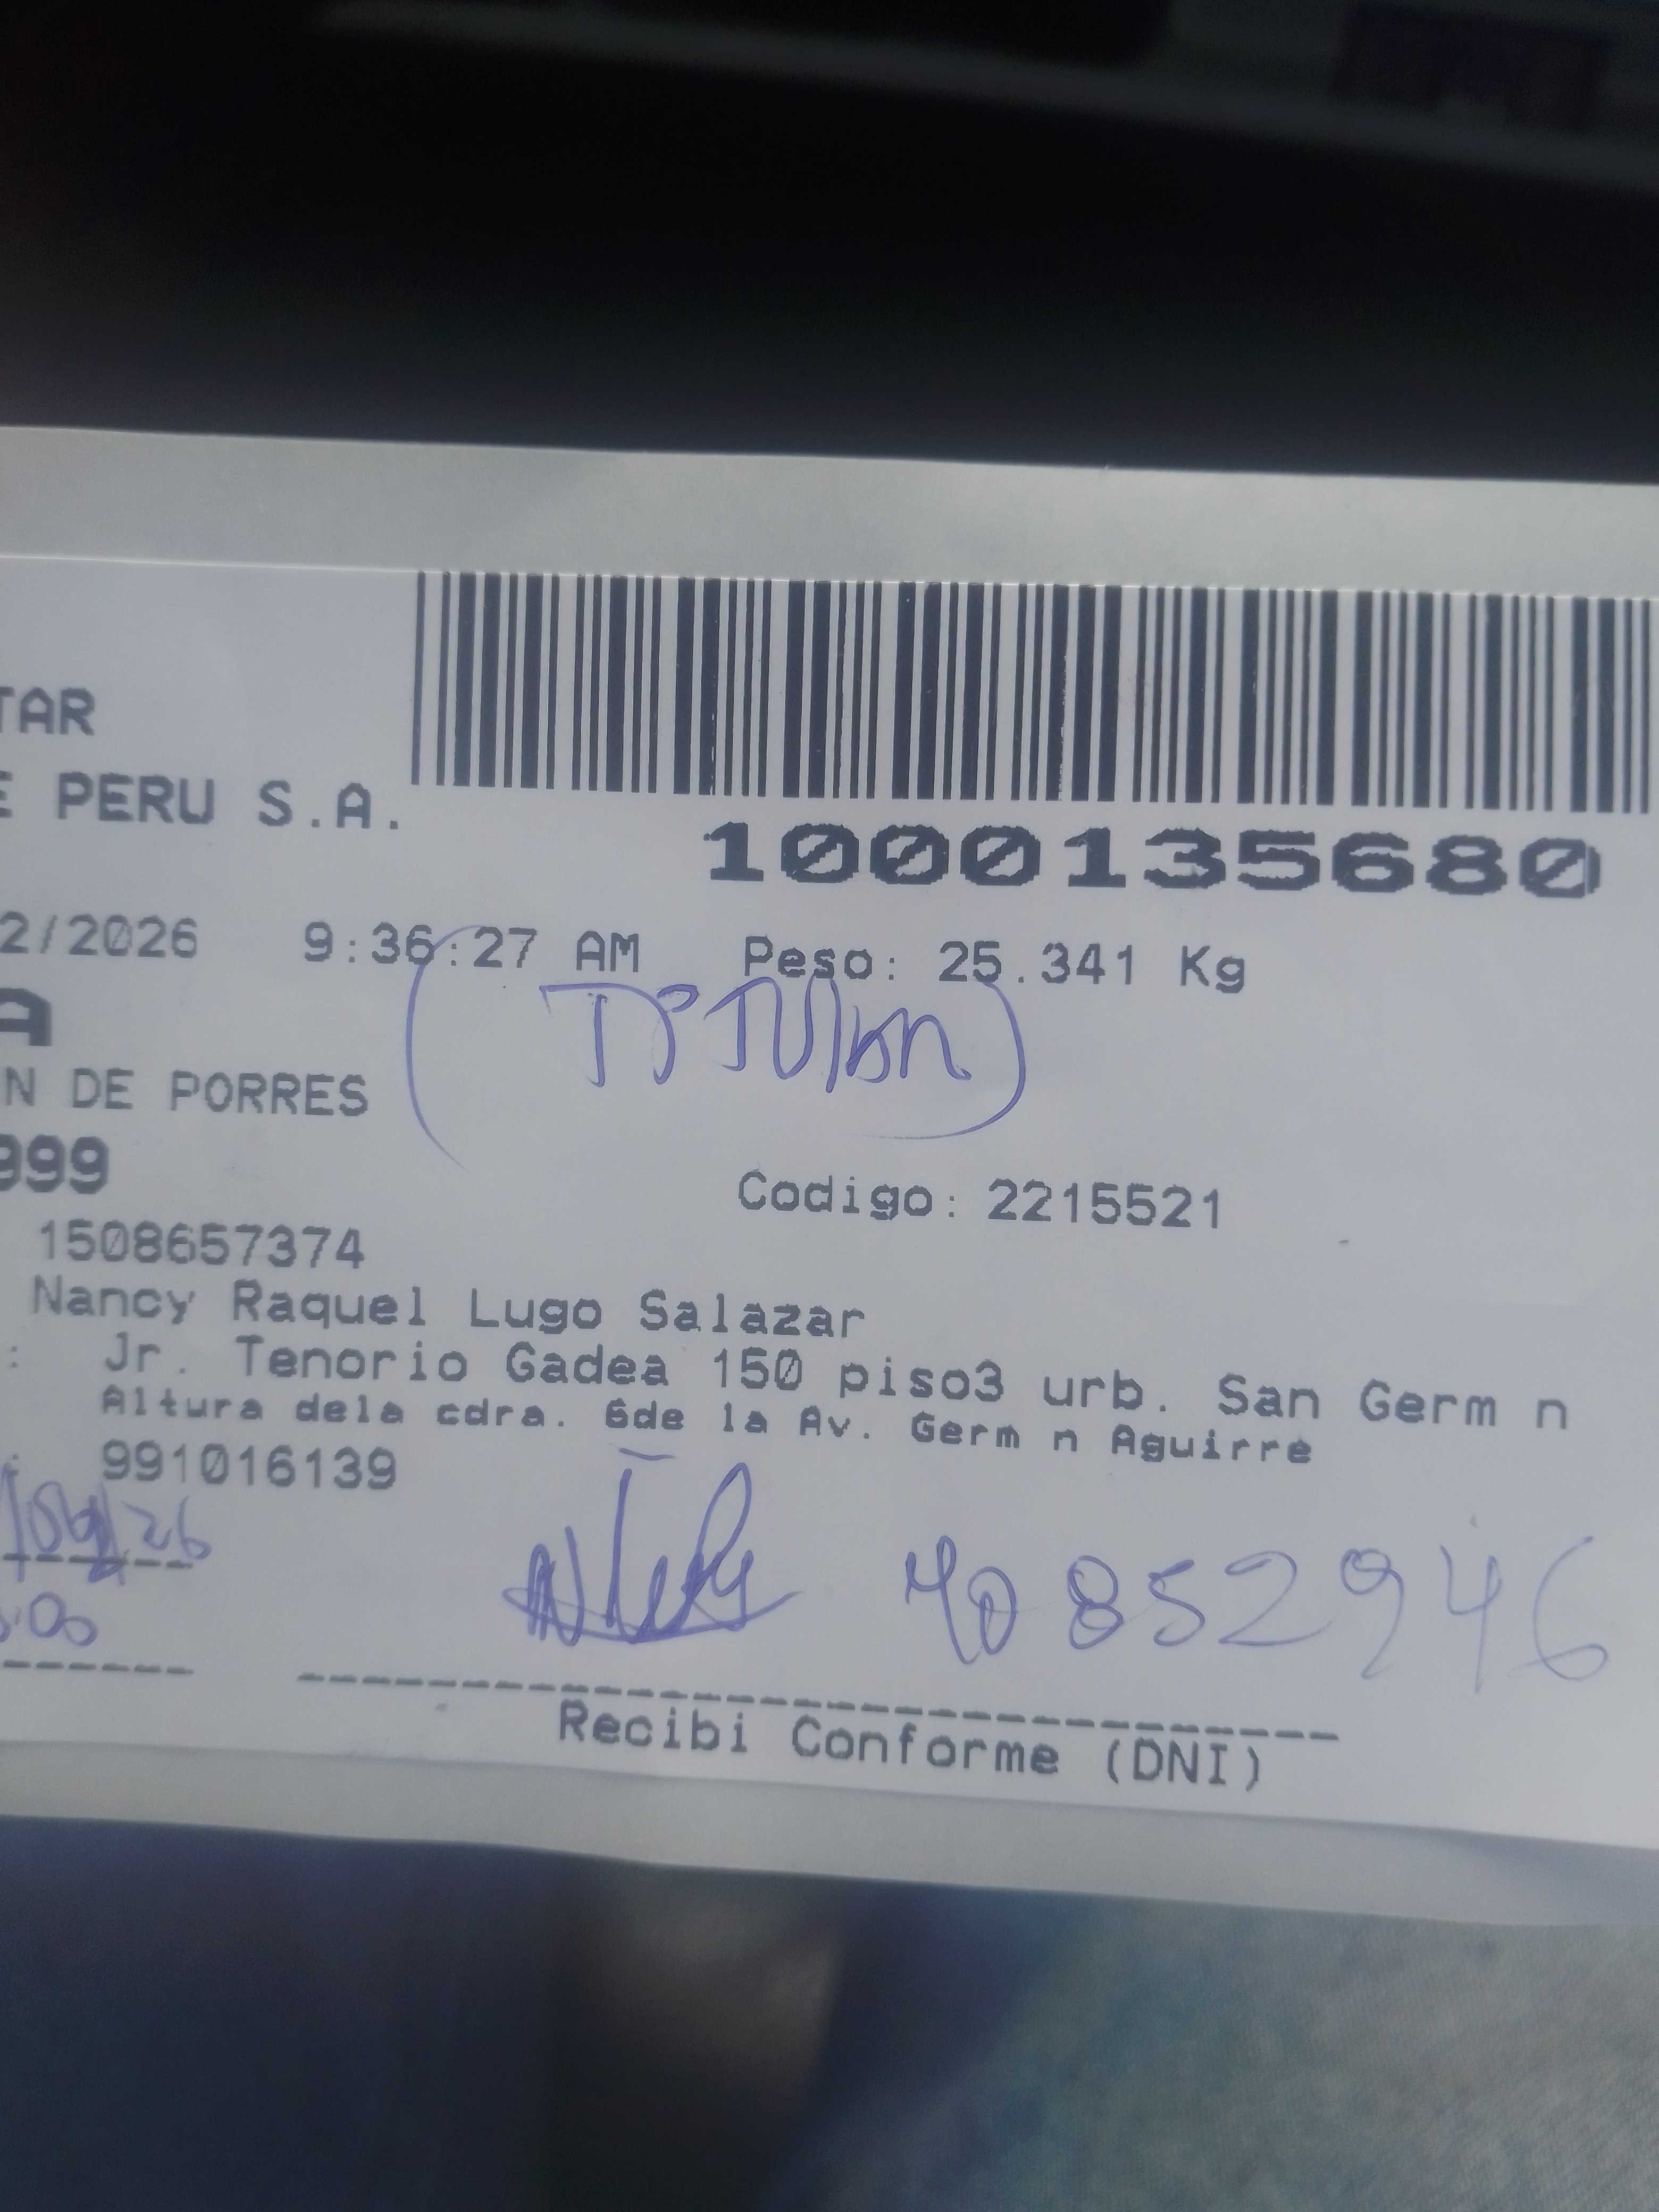 TAR
E PERU S.A.
1000135680
2/2026 9:36:27 AM Peso: 25.341 Kg
A
(TiTulAn)
N DE PORRES
999
Codigo: 2215521
1508657374
Nancy Raquel Lugo Salazar
: Jr. Tenorio Gadea 150 piso3 urb. San Germ n
Altura dela cdra. 6de la Av. Germ n Aguirre
: 991016139
40852946
Recibi Conforme (DNI)